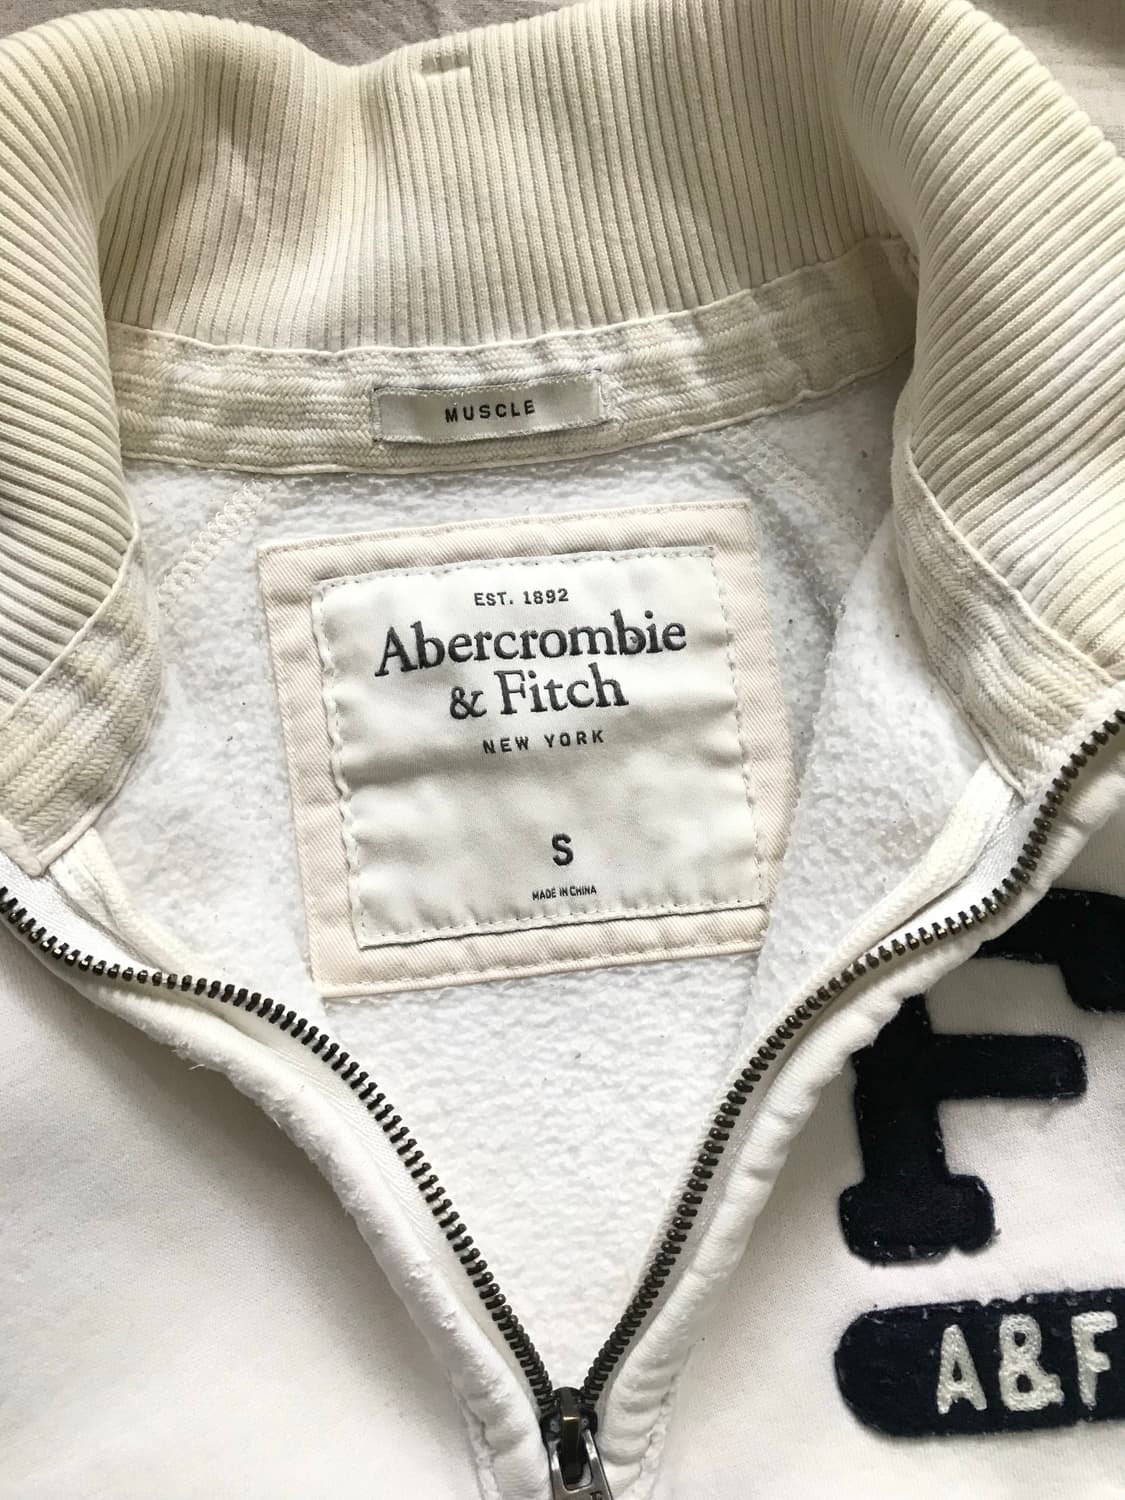 MUSCLE
EST. 1892
Abercrombie
& Fitch
NEW YORK
S
MADE IN CHINA
F
A&F